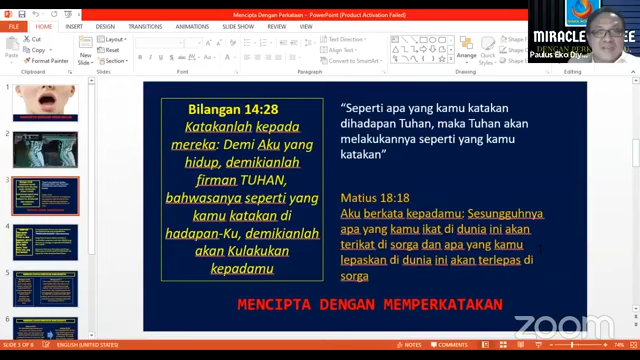 Mencipta Dengan Perkataan - PowerPoint (Product Activation Failed)
FILE HOME INSERT DESIGN TRANSITIONS ANIMATIONS SLIDE SHOW REVIEW VIEW
Cut
Copy
Format Painter
Paste
Clipboard
New
Layout
Reset
Section
Slides
Font
Paragraph
Text Direction
Align Text
Convert to SmartArt
Arrange
Drawing
Editing
MIRACLE
DENGAN
Paulus Eko
Bilangan 14:28
Katakanlah kepada
mereka: Demi Aku yang
hidup, demikianlah
firman TUHAN,
bahwasanya seperti yang
kamu katakan di
hadapan-Ku, demikianlah
akan Kulakukan
kepadamu
“Seperti apa yang kamu katakan
dihadapan Tuhan, maka Tuhan akan
melakukannya seperti yang kamu
katakan”
Matius 18:18
Aku berkata kepadamu; Sesungguhnya
apa yang kamu ikat di dunia ini akan
terikat di sorga dan apa yang kamu
lepaskan di dunia ini akan terlepas di
sorga
MENCIPTA DENGAN MEMPERKATAKAN
zoom
SLIDE 3 OF 8 ENGLISH (UNITED STATES) NOTES COMMENTS 74%